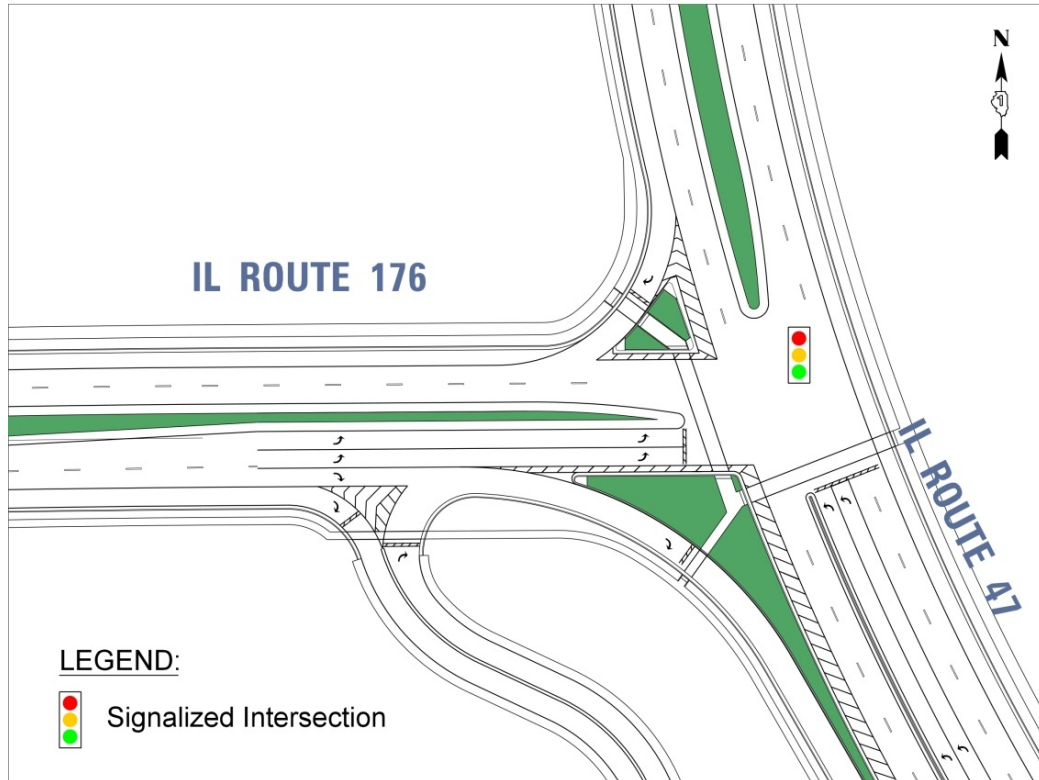 N
IL ROUTE 176
IL ROUTE 47
LEGEND:
Signalized Intersection